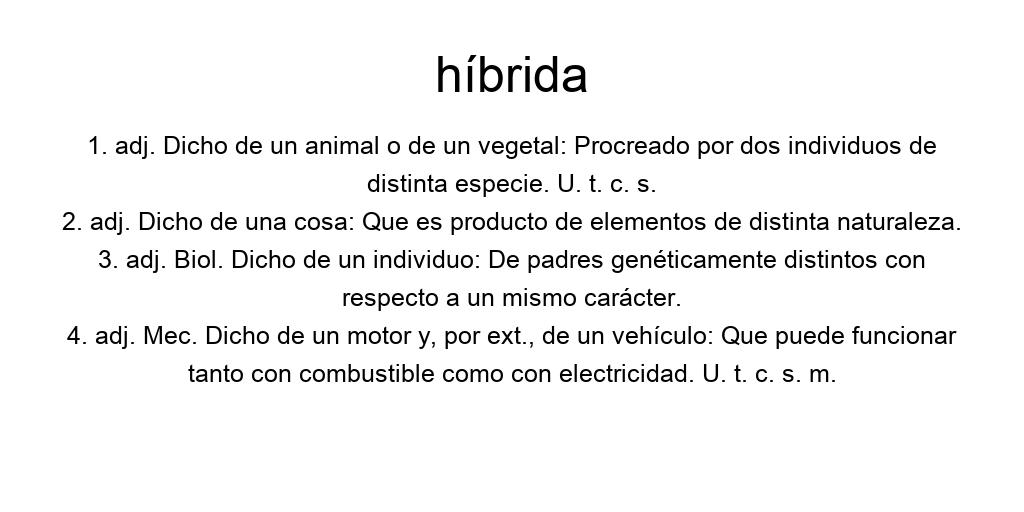 híbrida
1. adj. Dicho de un animal o de un vegetal: Procreado por dos individuos de
distinta especie. U. t. c. s.
2. adj. Dicho de una cosa: Que es producto de elementos de distinta naturaleza.
3. adj. Biol. Dicho de un individuo: De padres genéticamente distintos con
respecto a un mismo carácter.
4. adj. Mec. Dicho de un motor y, por ext., de un vehículo: Que puede funcionar
tanto con combustible como con electricidad. U. t. c. s. m.